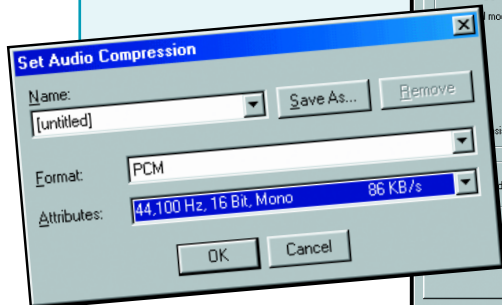 Set Audio Compression
Name:
[untitled]
Save As...
Remove
Format:
PCM
Attributes:
44,100 Hz, 16 Bit, Mono 86 KB/s
OK
Cancel